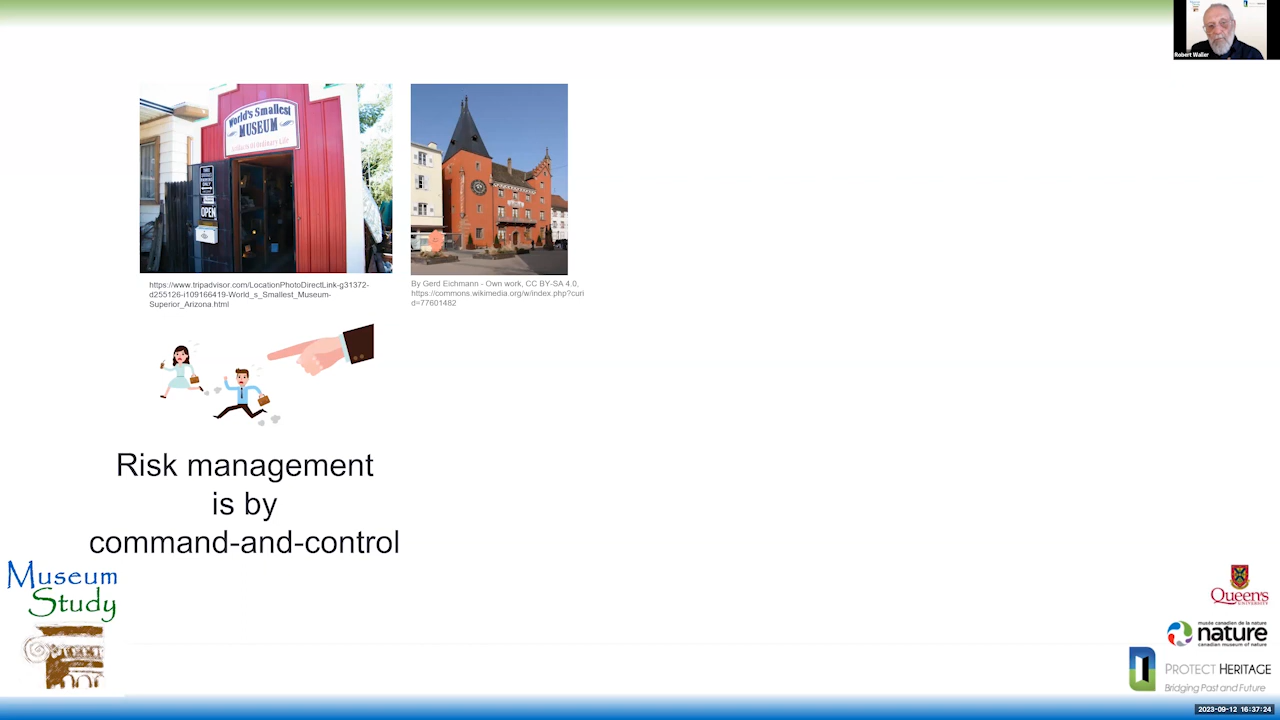 Robert Waller
World's Smallest
MUSEUM
OPEN
https://www.tripadvisor.com/LocationPhotoDirectLink-g31372-
d255126-i109166419-World_s_Smallest_Museum-
Superior_Arizona.html
By Gerd Eichmann - Own work, CC BY-SA 4.0,
https://commons.wikimedia.org/w/index.php?curi
d=77601482
Risk management
is by
command-and-control
Museum
Study
Queen's
UNIVERSITY
musée canadien de la nature
nature
canadian museum of nature
PROTECT HERITAGE
Bridging Past and Future
2023-09-12 16:37:24